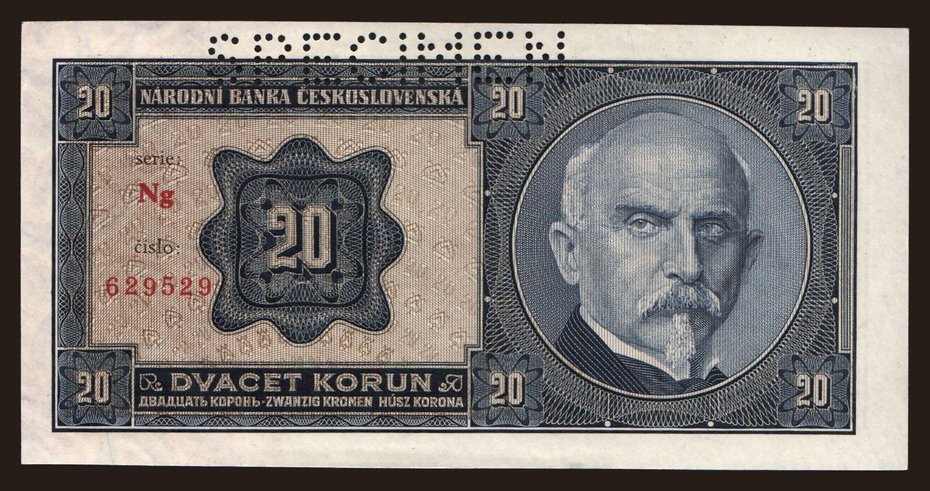 SPECIMEN
20 NÁRODNÍ BANKA ČESKOSLOVENSKÁ 20 20
serie:
Ng
20
číslo:
629529
20 DVACET KORUN 20 20
ДВАДЦАТЬ КОРОНЬ-ZWANZIG KRONEN HÚSZ KORONA